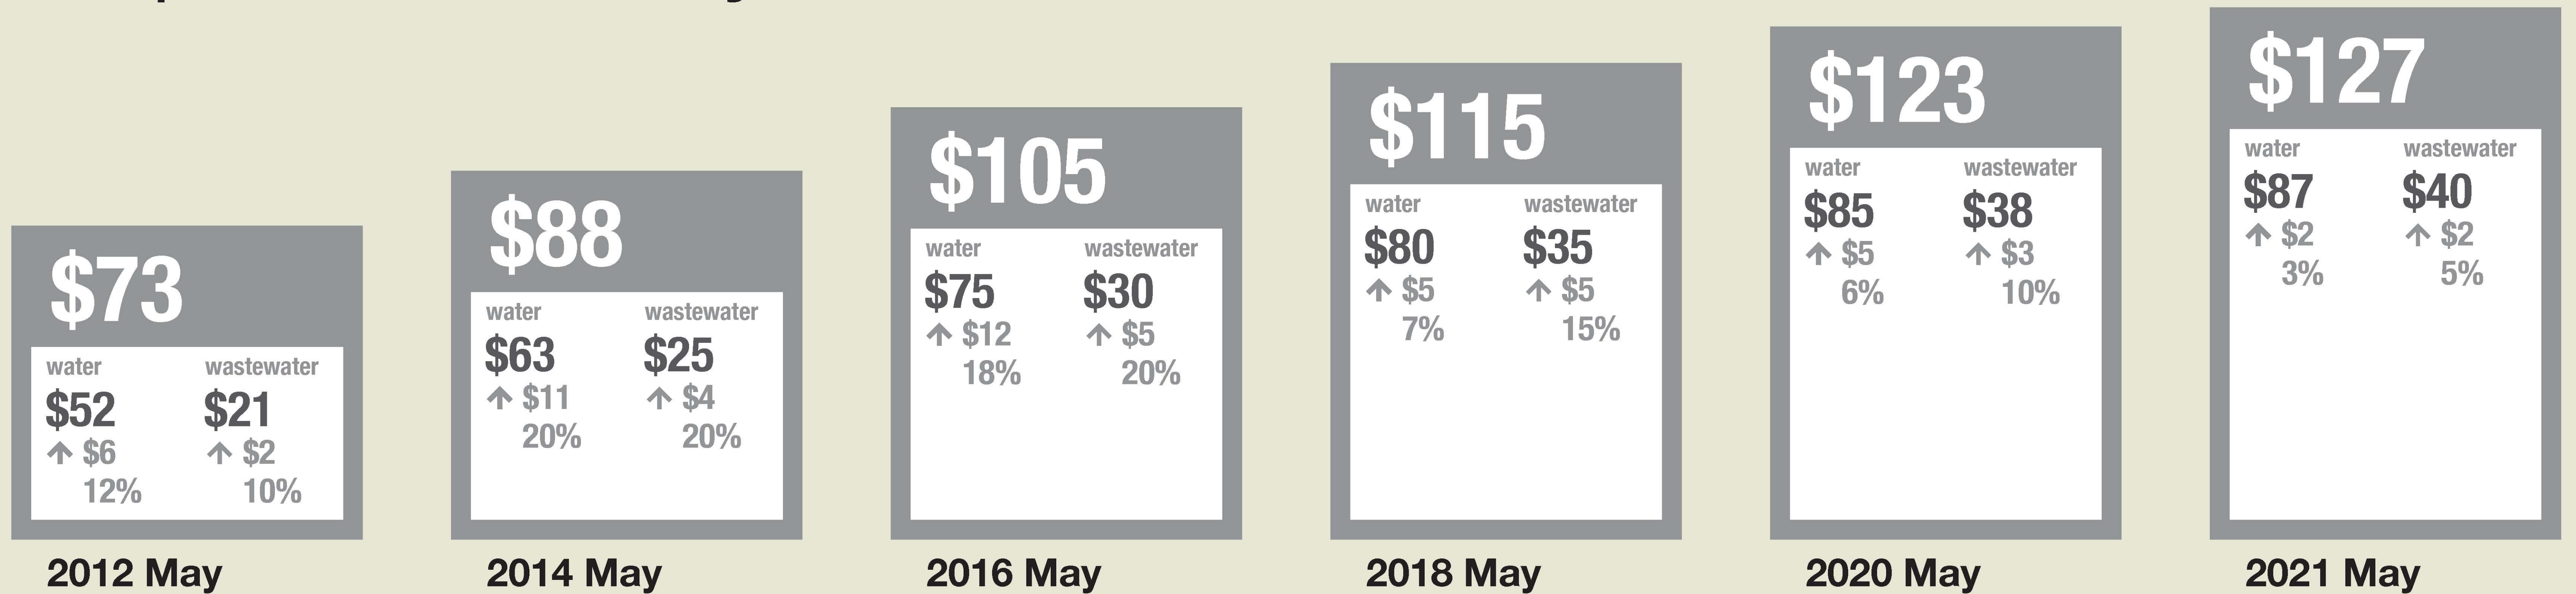 $73
water wastewater
$52 $21
↑ $6 ↑ $2
12% 10%
2012 May
$88
water wastewater
$63 $25
↑ $11 ↑ $4
20% 20%
2014 May
$105
water wastewater
$75 $30
↑ $12 ↑ $5
18% 20%
2016 May
$115
water wastewater
$80 $35
↑ $5 ↑ $5
7% 15%
2018 May
$123
water wastewater
$85 $38
↑ $5 ↑ $3
6% 10%
2020 May
$127
water wastewater
$87 $40
↑ $2 ↑ $2
3% 5%
2021 May